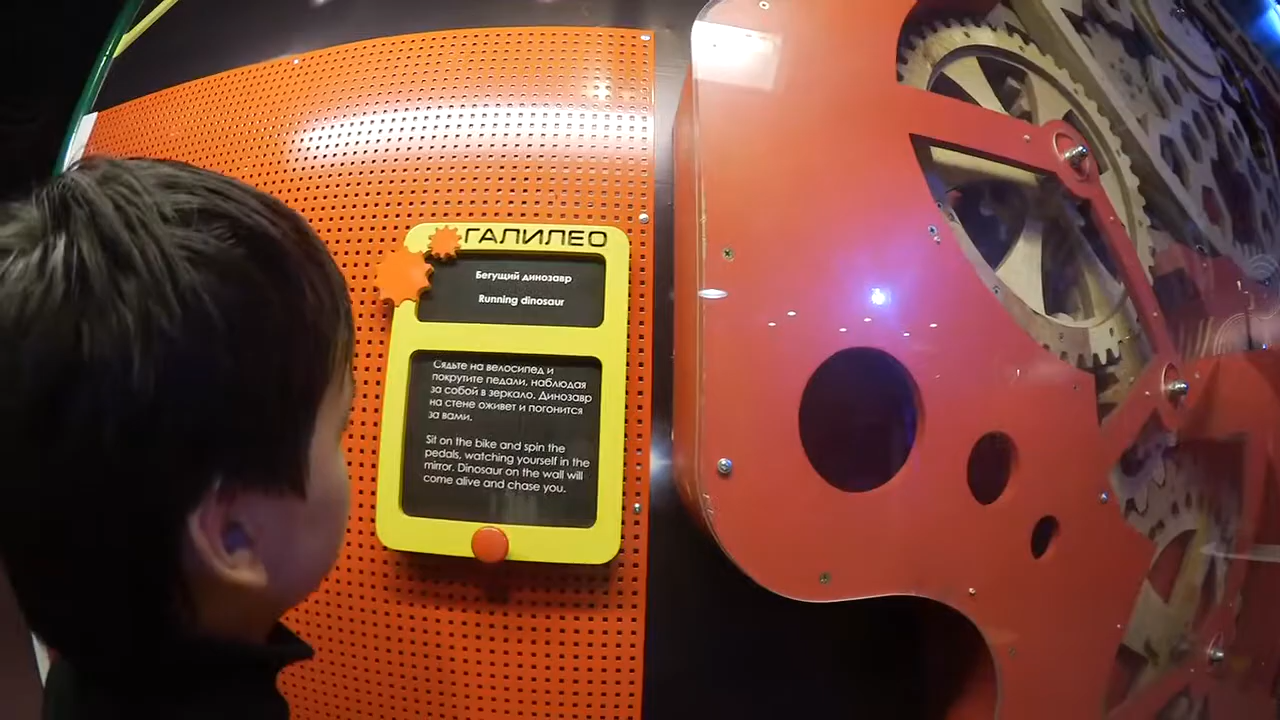 ГАЛИЛЕО
Бегущий динозавр
Running dinosaur
Сядьте на велосипед и
покрутите педали, наблюдая
за собой в зеркало. Динозавр
на стене оживет и погонится
за вами.
Sit on the bike and spin the
pedals, watching yourself in the
mirror. Dinosaur on the wall will
come alive and chase you.